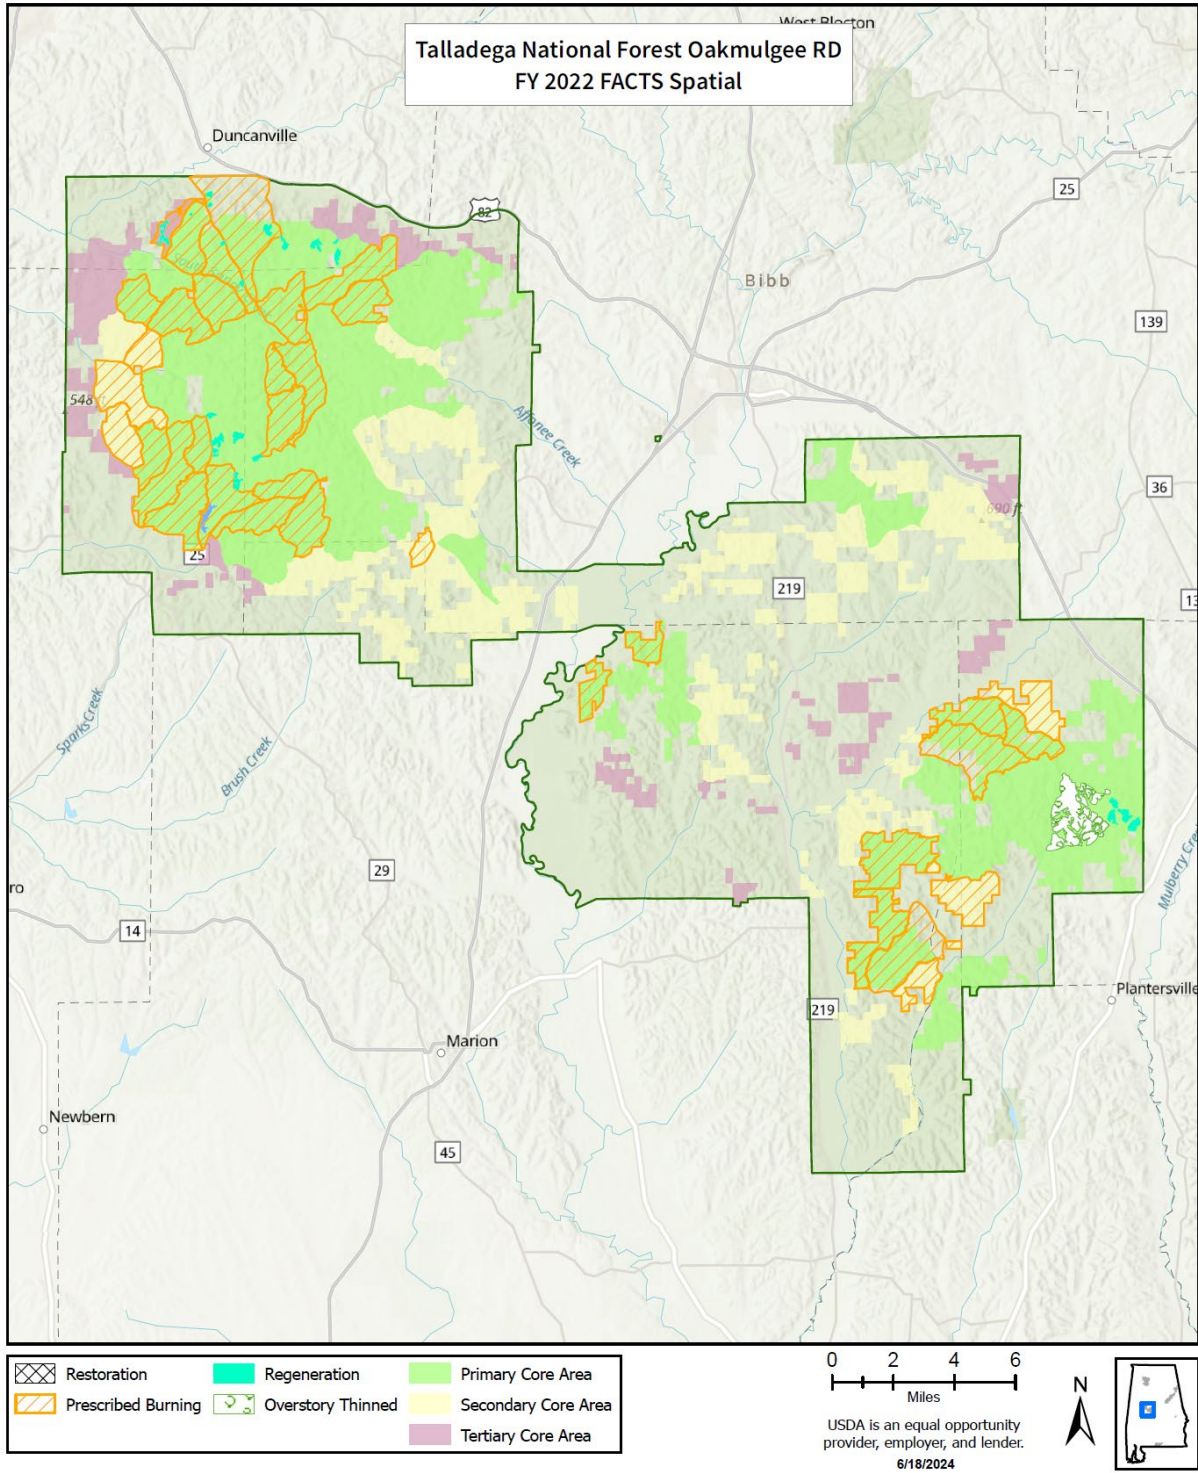 West Blocton
Talladega National Forest Oakmulgee RD
FY 2022 FACTS Spatial
Duncanville
25
82
Bibb
139
548
Affonee Creek
36
690 ft
25
219
13
Sparks Creek
Brush Creek
29
ro
14
Mulberry Cre
Plantersville
219
Marion
Newbern
45
Restoration
Regeneration
Primary Core Area
Prescribed Burning
Overstory Thinned
Secondary Core Area
Tertiary Core Area
0 2 4 6
Miles
N
USDA is an equal opportunity
provider, employer, and lender.
6/18/2024